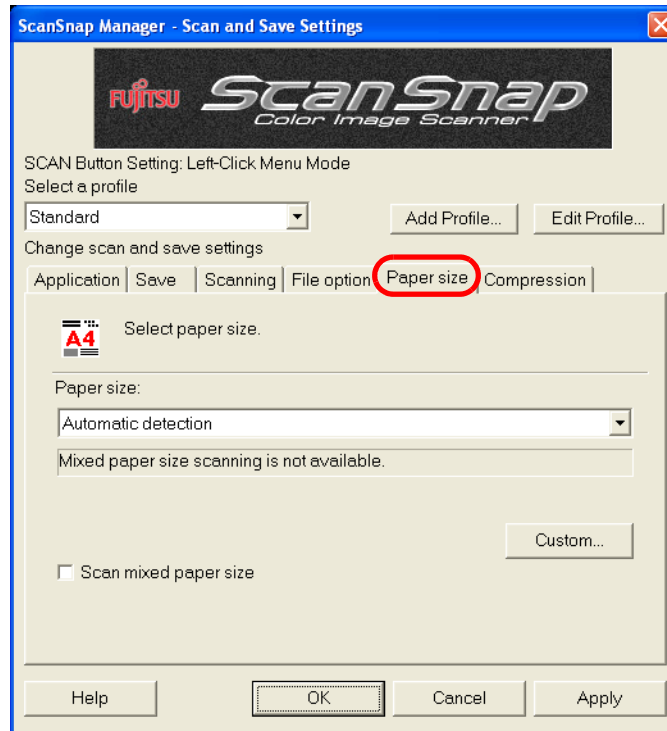 ScanSnap Manager - Scan and Save Settings
FUJITSU ScanSnap
Color Image Scanner
SCAN Button Setting: Left-Click Menu Mode
Select a profile
Standard Add Profile... Edit Profile...
Change scan and save settings
Application Save Scanning File option Paper size Compression
A4 Select paper size.
Paper size:
Automatic detection
Mixed paper size scanning is not available.
Custom...
Scan mixed paper size
Help OK Cancel Apply